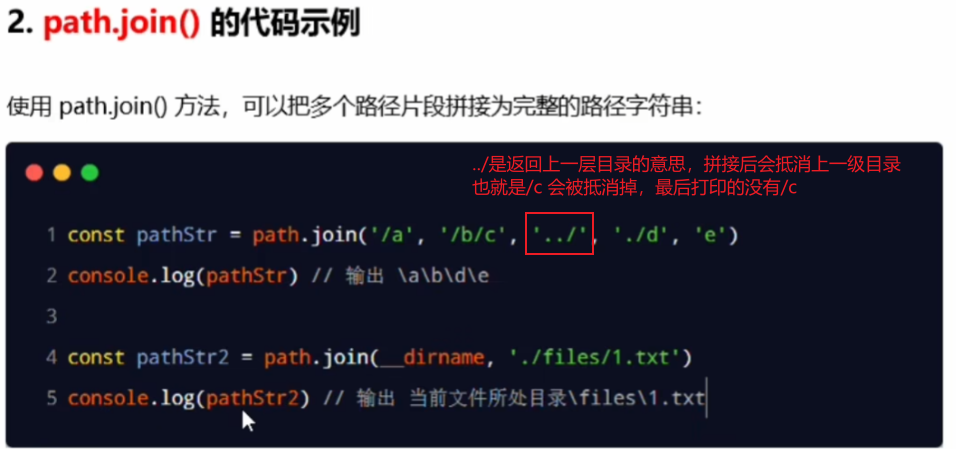 2. path.join() 的代码示例
使用 path.join() 方法，可以把多个路径片段拼接为完整的路径字符串：
../是返回上一层目录的意思，拼接后会抵消上一级目录
也就是/c 会被抵消掉，最后打印的没有/c
1 const pathStr = path.join('/a', '/b/c', '../', './d', 'e')
2 console.log(pathStr) // 输出 \a\b\d\e
3
4 const pathStr2 = path.join(__dirname, './files/1.txt')
5 console.log(pathStr2) // 输出 当前文件所处目录\files\1.txt